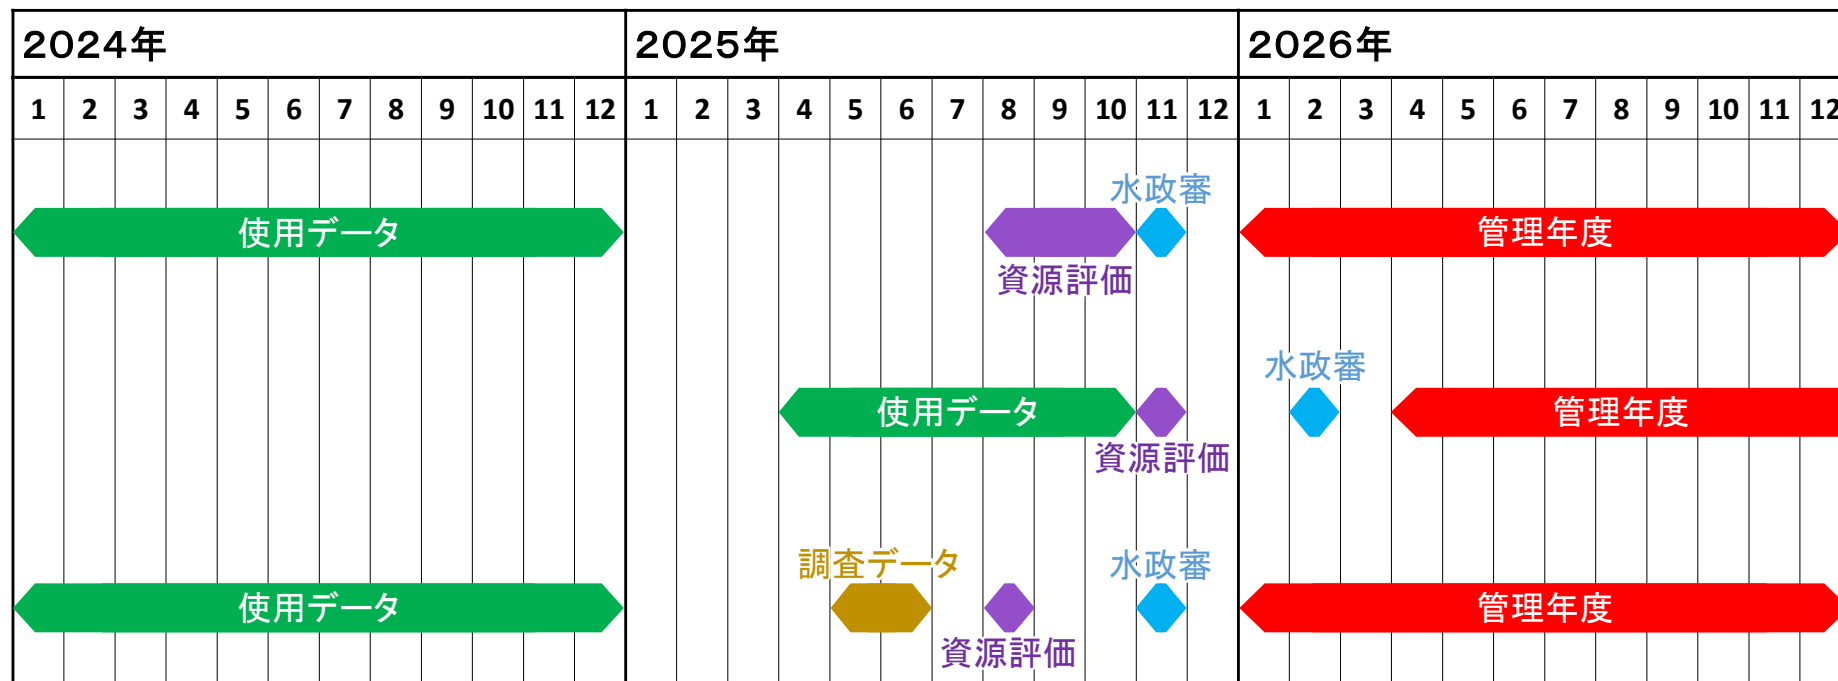 2024年 2025年 2026年
1 2 3 4 5 6 7 8 9 10 11 12 1 2 3 4 5 6 7 8 9 10 11 12 1 2 3 4 5 6 7 8 9 10 11 12
水政審
使用データ 管理年度
資源評価
水政審
使用データ 管理年度
資源評価
調査データ 水政審
使用データ 管理年度
資源評価